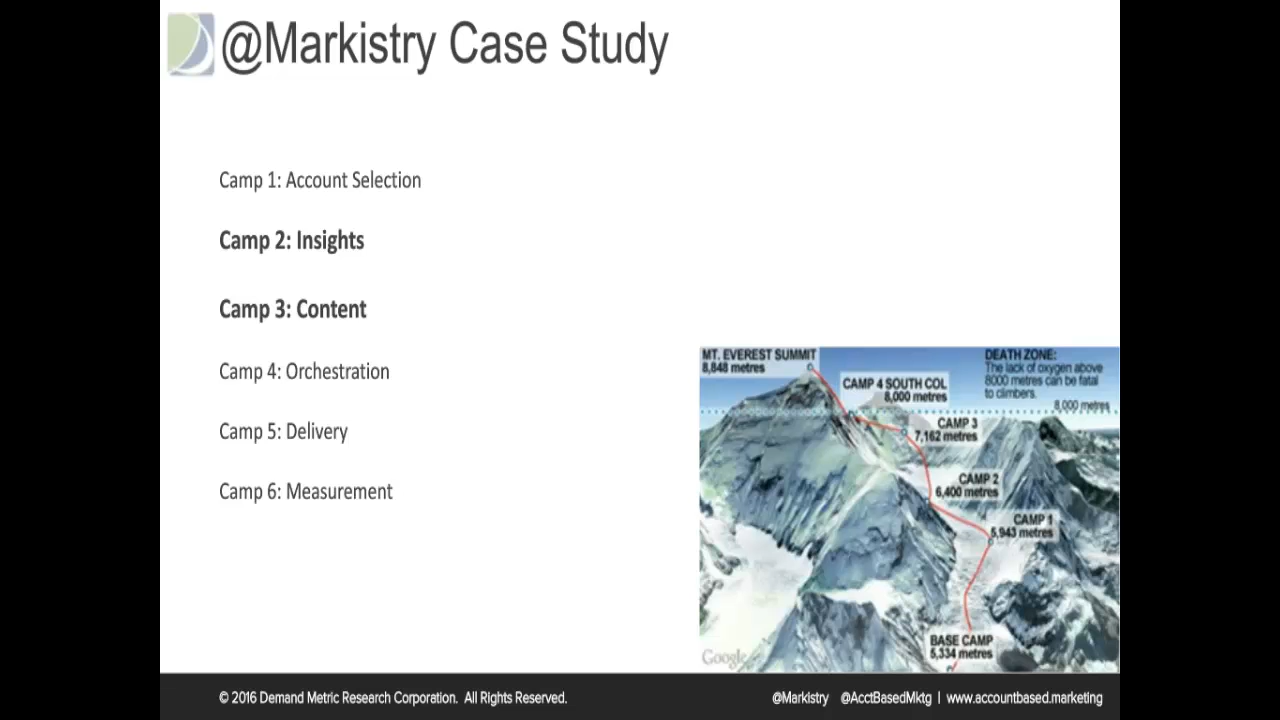 @Markistry Case Study
Camp 1: Account Selection
Camp 2: Insights
Camp 3: Content
Camp 4: Orchestration
Camp 5: Delivery
Camp 6: Measurement
MT. EVEREST SUMMIT
8,848 metres
DEATH ZONE:
The lack of oxygen above
8000 metres can be fatal
to climbers.
8,000 metres
CAMP 4 SOUTH COL
8,000 metres
CAMP 3
7,162 metres
CAMP 2
6,400 metres
CAMP 1
5,943 metres
BASE CAMP
5,334 metres
Google
© 2016 Demand Metric Research Corporation. All Rights Reserved.
@Markistry @AcctBasedMktg | www.accountbased.marketing